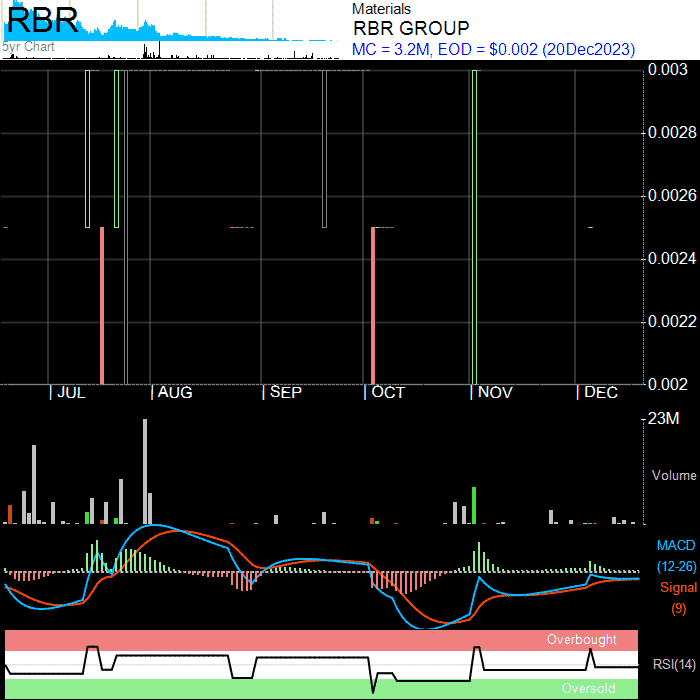 RBR
5yr Chart
Materials
RBR GROUP
MC = 3.2M, EOD = $0.002 (20Dec2023)
0.003
0.0028
0.0026
0.0024
0.0022
0.002
| JUL | AUG | SEP | OCT | NOV | DEC
23M
Volume
MACD
(12-26)
Signal
(9)
Overbought
RSI(14)
Oversold